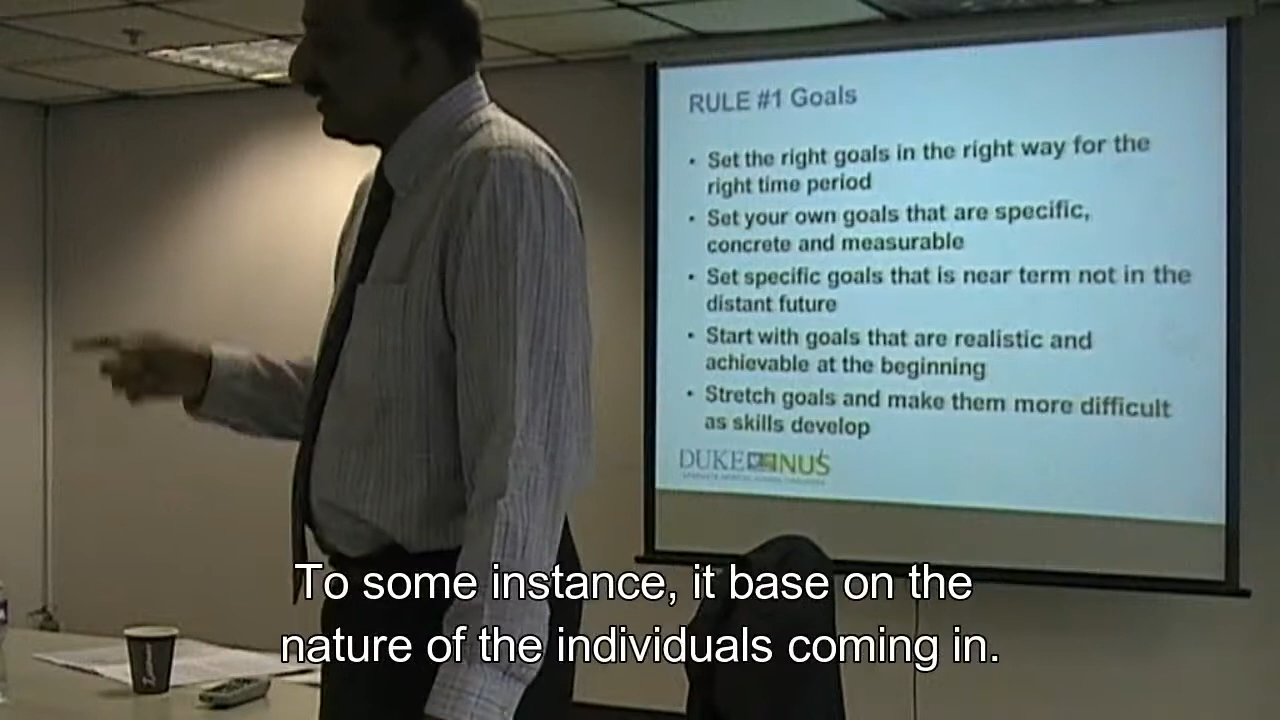 RULE #1 Goals
• Set the right goals in the right way for the
right time period
• Set your own goals that are specific,
concrete and measurable
• Set specific goals that is near term not in the
distant future
• Start with goals that are realistic and
achievable at the beginning
• Stretch goals and make them more difficult
as skills develop
DUKE NUS
To some instance, it base on the
nature of the individuals coming in.